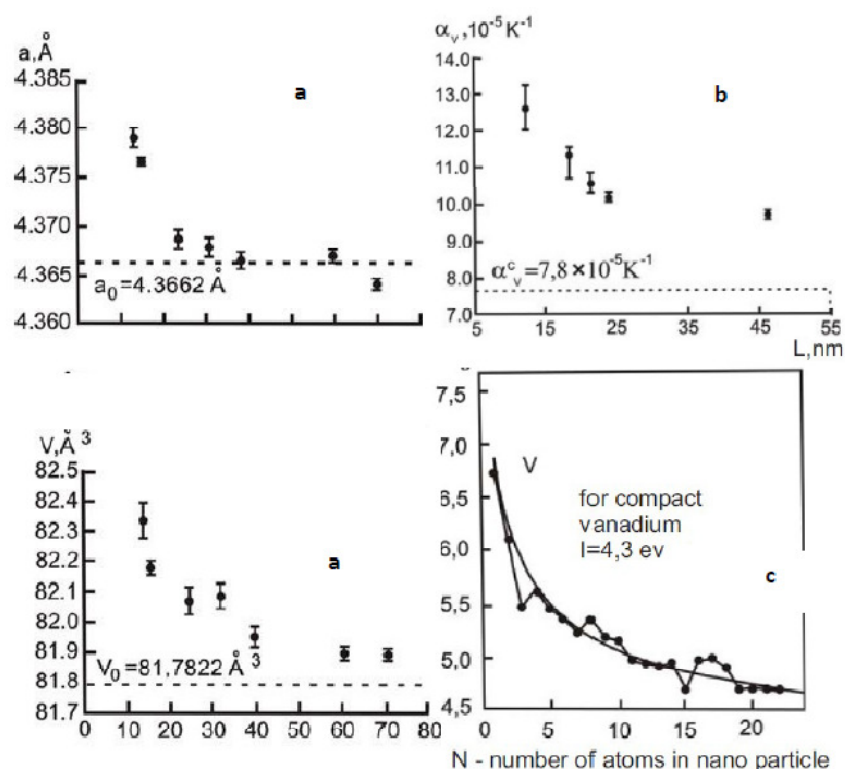 a,Å
4.385
4.380
4.375
4.370
4.365
4.360
a
a₀=4.3662 Å
αᵥ,10⁻⁵ K⁻¹
14.0
13.0
12.0
11.0
10.0
9.0
8.0
7.0
b
αᶜᵥ=7,8×10⁻⁵K⁻¹
5 15 24 35 45 55
L,nm
V,Å³
82.5
82.4
82.3
82.2
82.1
82.0
81.9
81.8
81.7
a
V₀=81,7822 Å³
0 10 20 30 40 50 60 70 80
7,5
7,0
6,5
6,0
5,5
5,0
4,5
V
for compact
vanadium
I=4,3 ev
c
0 5 10 15 20
N - number of atoms in nano particle